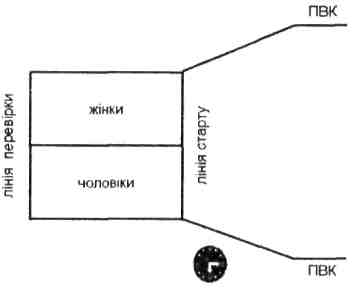 ПВК
лінія перевірки
жінки
лінія старту
чоловіки
ПВК